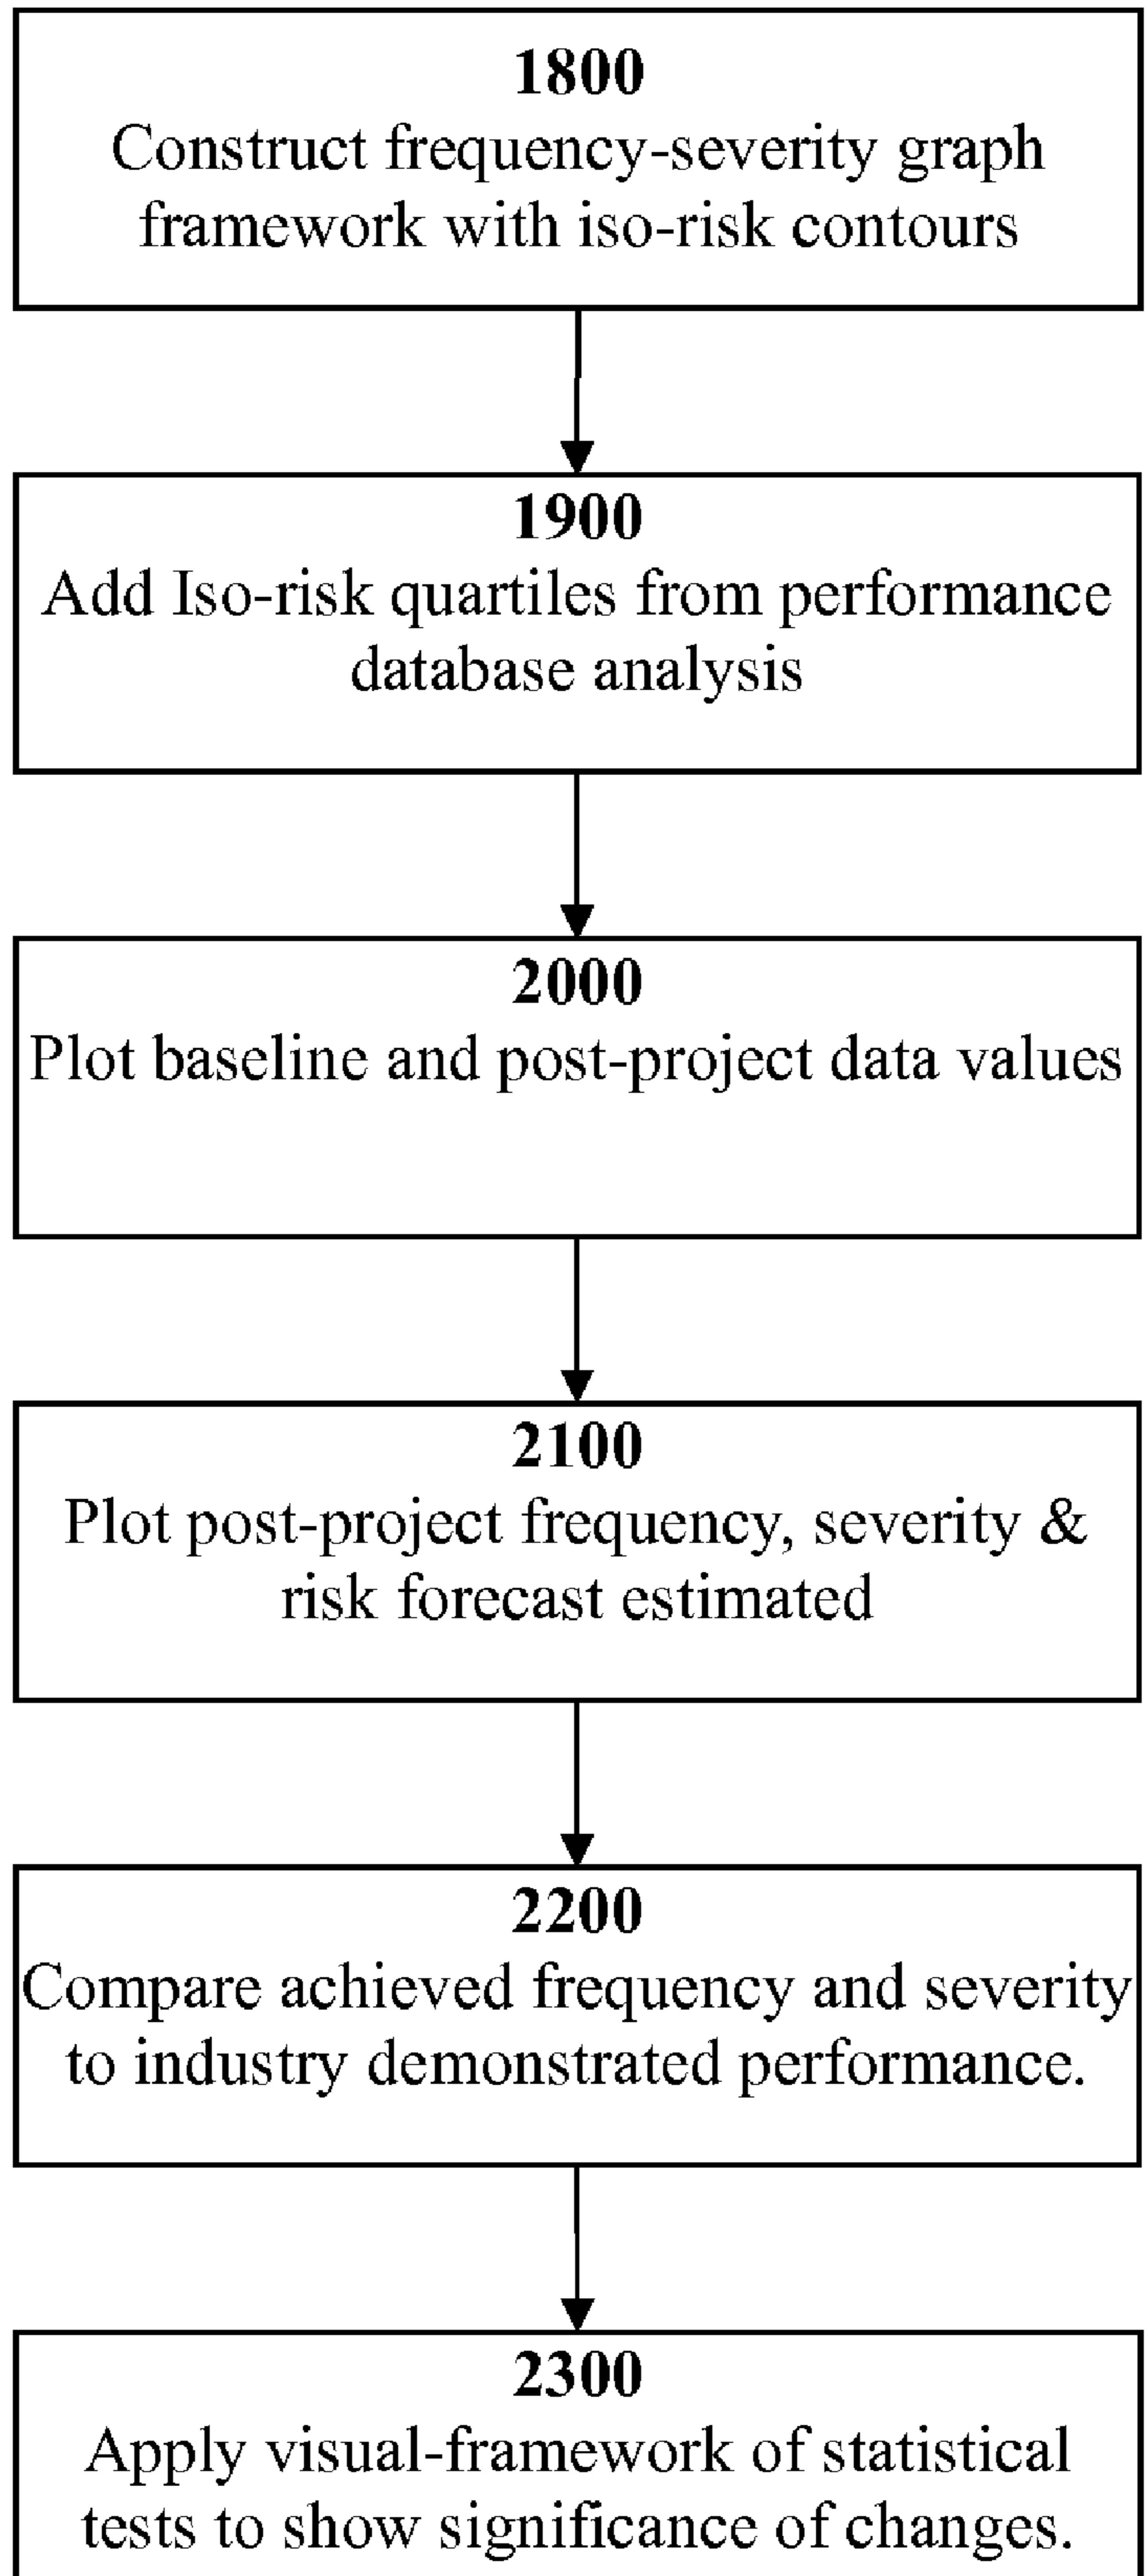 1800
Construct frequency-severity graph
framework with iso-risk contours
1900
Add Iso-risk quartiles from performance
database analysis
2000
Plot baseline and post-project data values
2100
Plot post-project frequency, severity &
risk forecast estimated
2200
Compare achieved frequency and severity
to industry demonstrated performance.
2300
Apply visual-framework of statistical
tests to show significance of changes.